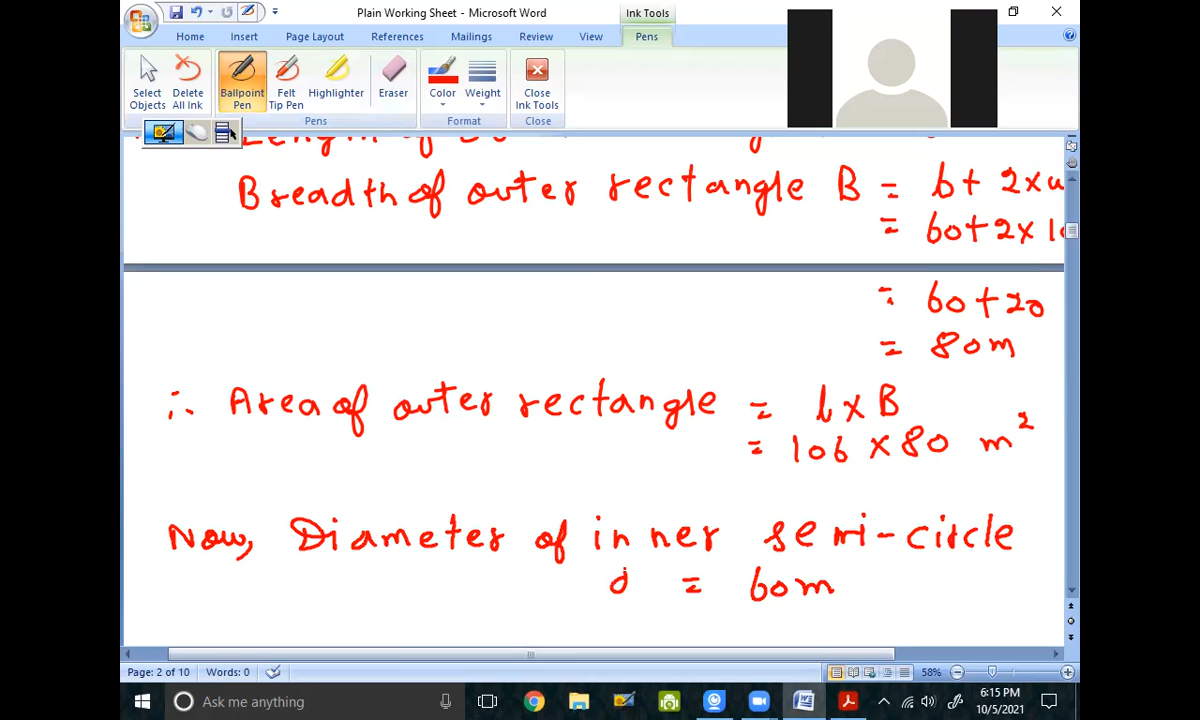 Plain Working Sheet - Microsoft Word
Ink Tools
Home Insert Page Layout References Mailings Review View Pens
Select Objects
Delete All Ink
Ballpoint Pen
Felt Tip Pen
Highlighter
Eraser
Color
Weight
Close Ink Tools
Pens
Format
Close
Breadth of outer rectangle B = b + 2 x w
= 60 + 2 x 10
= 60 + 20
= 80m
∴ Area of outer rectangle = l x B
= 106 x 80 m²
Now, Diameter of inner semi-circle
d = 60m
Page: 2 of 10
Words: 0
58%
Ask me anything
6:15 PM
10/5/2021